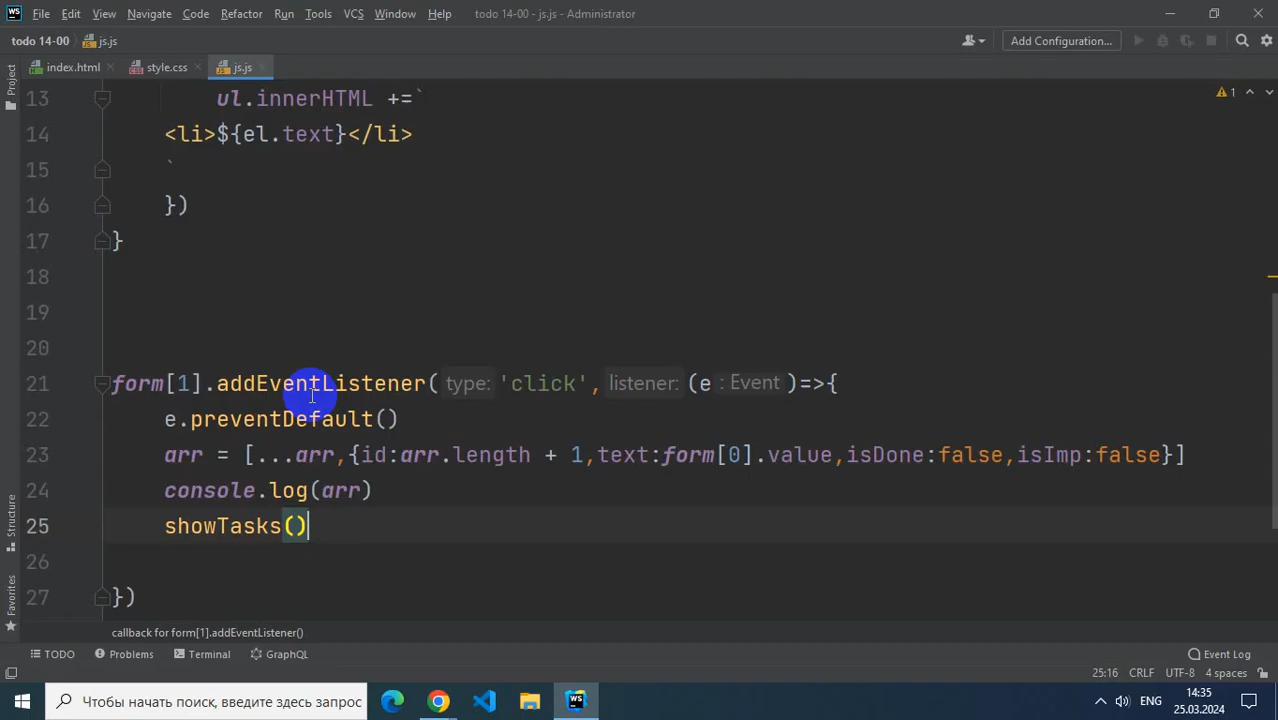 File Edit View Navigate Code Refactor Run Tools VCS Window Help todo 14-00 - js.js - Administrator
todo 14-00 js.js Add Configuration...
index.html style.css js.js
Project
13 ul.innerHTML +=`
1
14 <li>${el.text}</li>
15 `
16 })
17 }
18
19
20
21 form[1].addEventListener( type: 'click', listener: (e : Event )=>{
22 e.preventDefault()
23 arr = [...arr,{id:arr.length + 1,text:form[0].value,isDone:false,isImp:false}]
24 console.log(arr)
25 showTasks()
26
27 })
Structure
Favorites
callback for form[1].addEventListener()
TODO Problems Terminal GraphQL Event Log
25:16 CRLF UTF-8 4 spaces
Чтобы начать поиск, введите здесь запрос
WS
ENG
14:35
25.03.2024